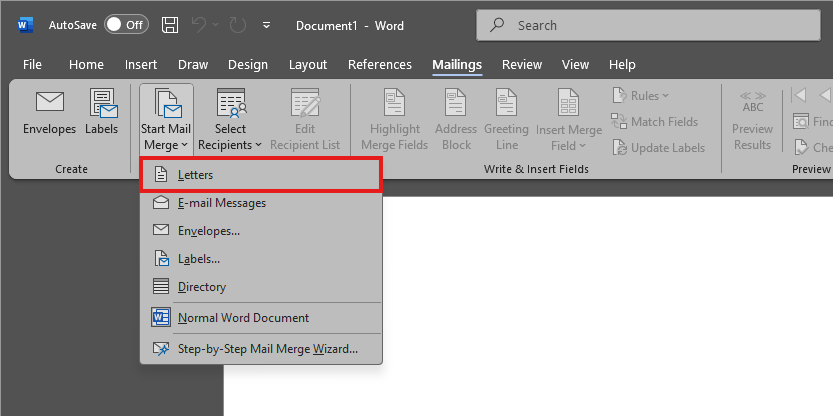 AutoSave Off Document1 - Word Search
File Home Insert Draw Design Layout References Mailings Review View Help
Envelopes Labels
Create
Start Mail
Merge
Select
Recipients
Edit
Recipient List
Highlight
Merge Fields
Address
Block
Greeting
Line
Insert Merge
Field
Rules
Match Fields
Update Labels
Write & Insert Fields
ABC
Preview
Results
Preview
Letters
E-mail Messages
Envelopes...
Labels...
Directory
Normal Word Document
Step-by-Step Mail Merge Wizard...